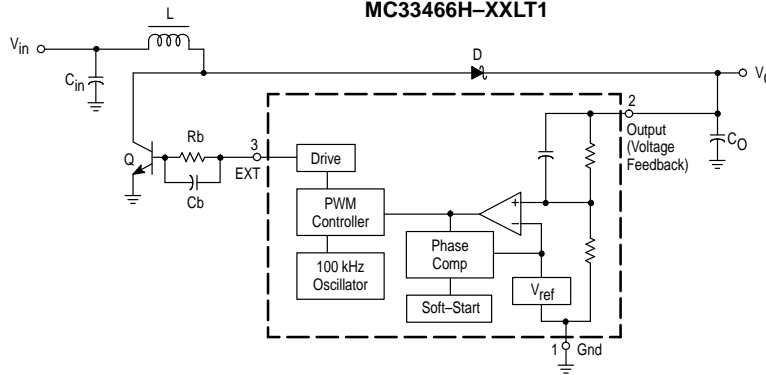 MC33466H–XXLT1
L
Vin
D
Cin
2
Output
(Voltage
Feedback)
CO
Rb
3
EXT
Q
Cb
Drive
PWM
Controller
+
−
100 kHz
Oscillator
Phase
Comp
Vref
Soft–Start
1
Gnd